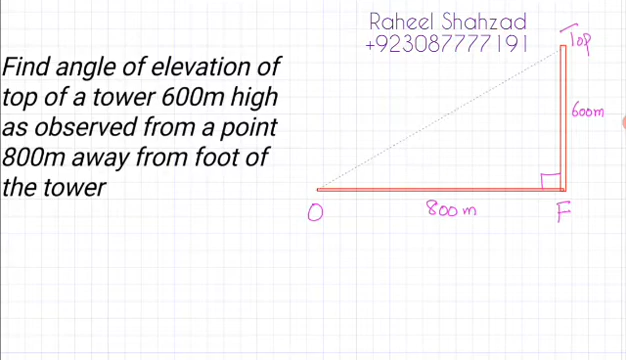 Raheel Shahzad
+923087777191
Find angle of elevation of
top of a tower 600m high
as observed from a point
800m away from foot of
the tower
Top
600m
O
800m
F